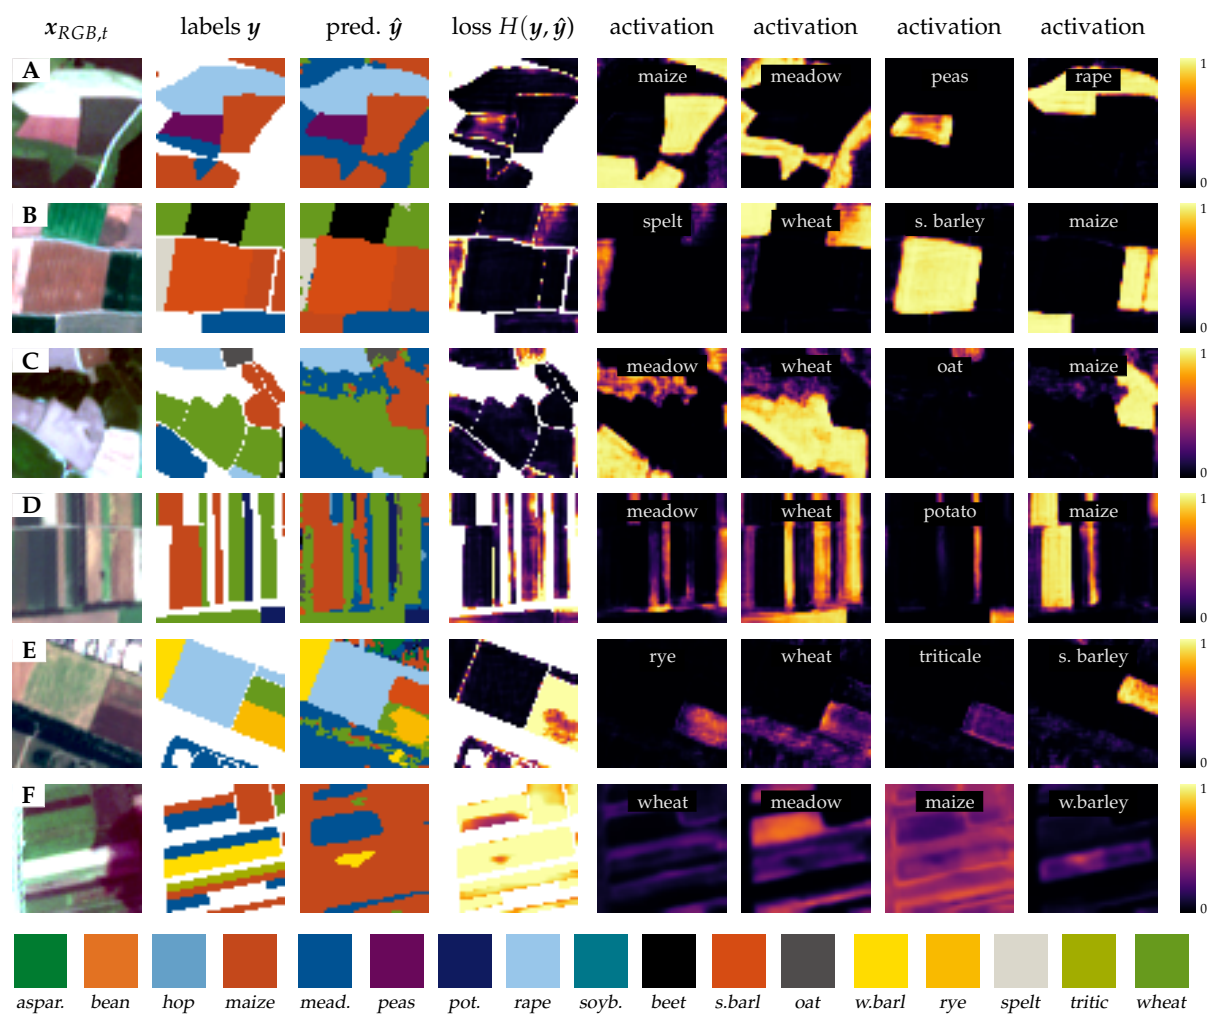 x_RGB,t labels y pred. ŷ loss H(y, ŷ) activation activation activation activation
A maize meadow peas rape 1
0
B spelt wheat s. barley maize 1
0
C meadow wheat oat maize 1
0
D meadow wheat potato maize 1
0
E rye wheat triticale s. barley 1
0
F wheat meadow maize w.barley 1
0
aspar. bean hop maize mead. peas pot. rape soyb. beet s.barl oat w.barl rye spelt tritic wheat